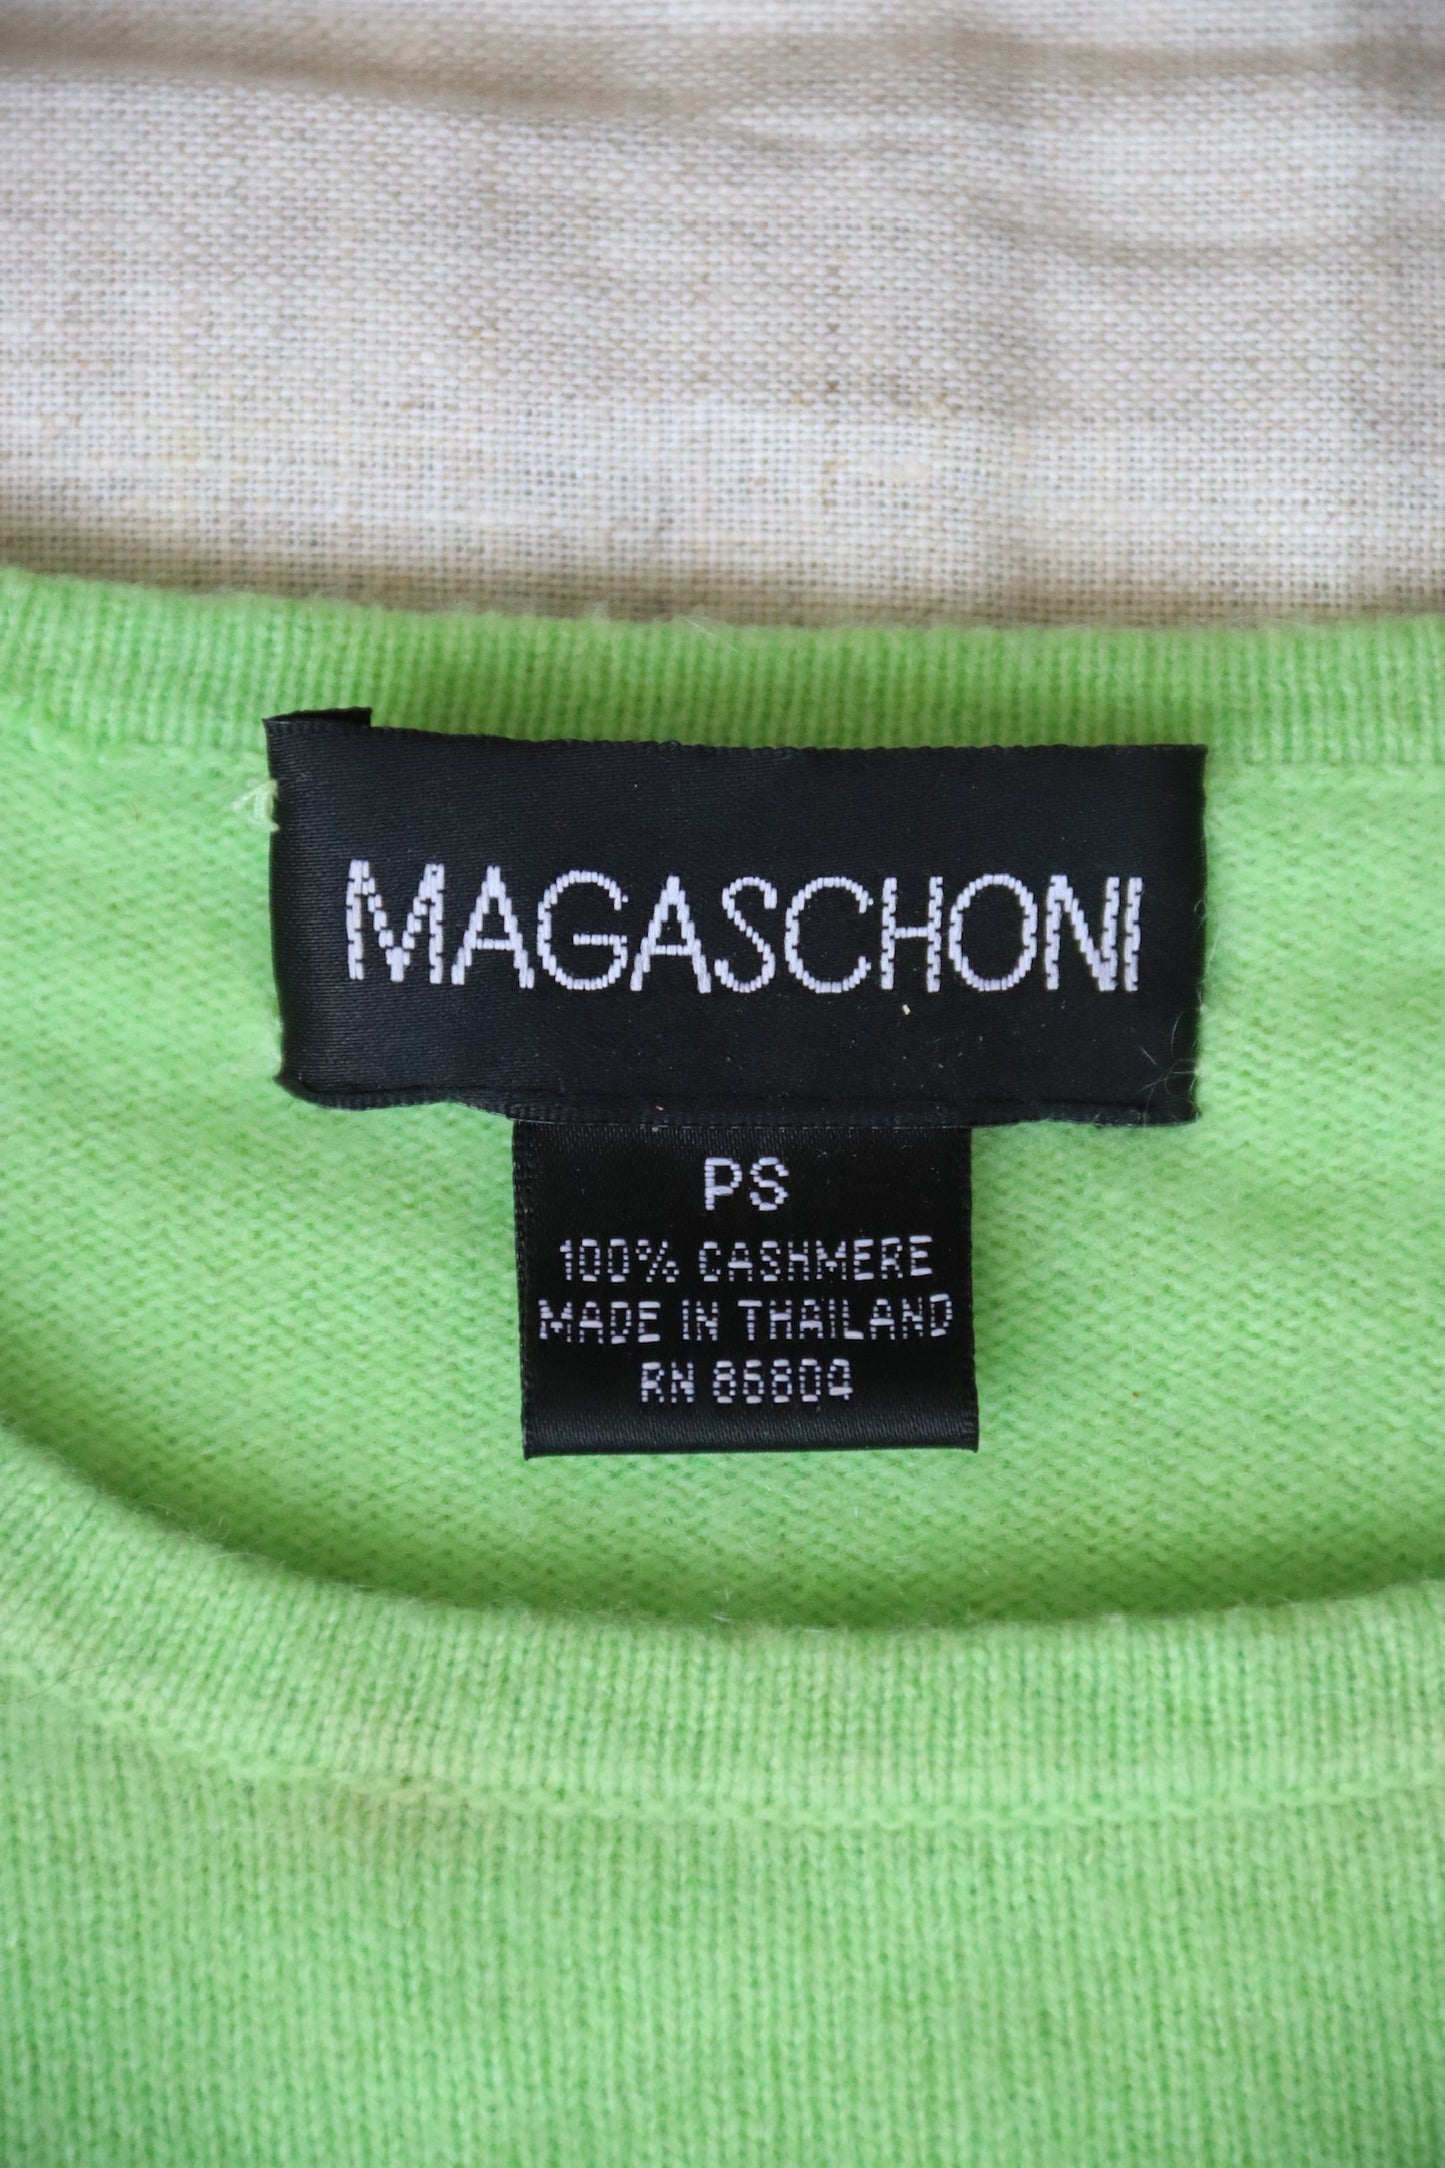 MAGASCHONI
PS
100% CASHMERE
MADE IN THAILAND
RN 85804